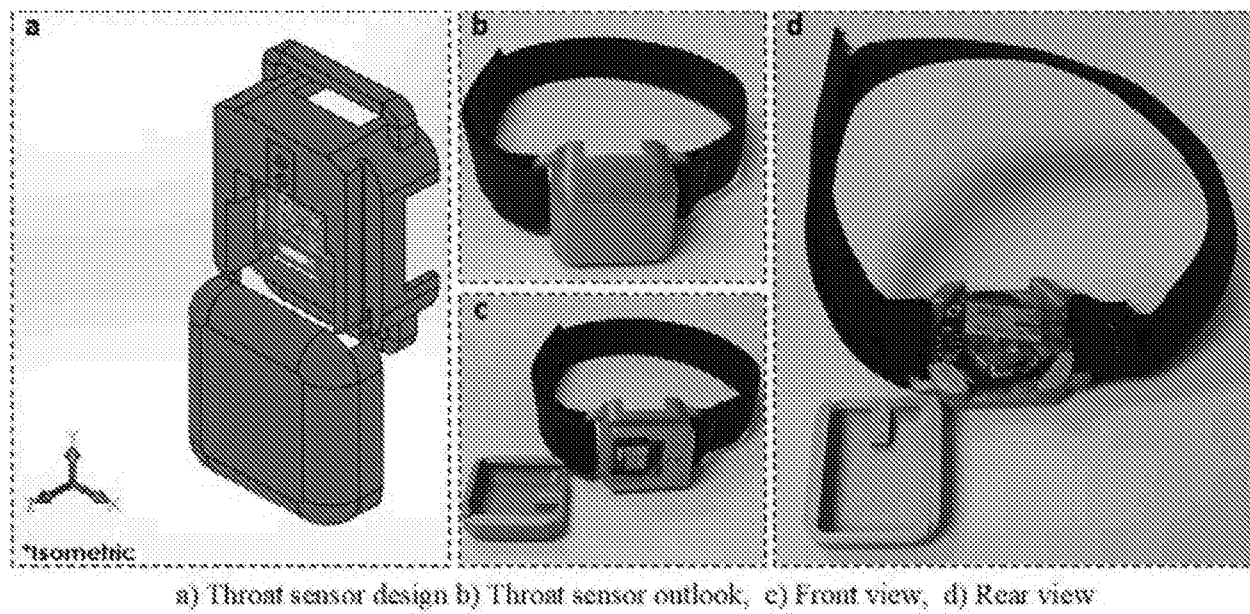 a
b
d
c
*Isometric
a) Throat sensor design b) Throat sensor outlook, c) Front view, d) Rear view